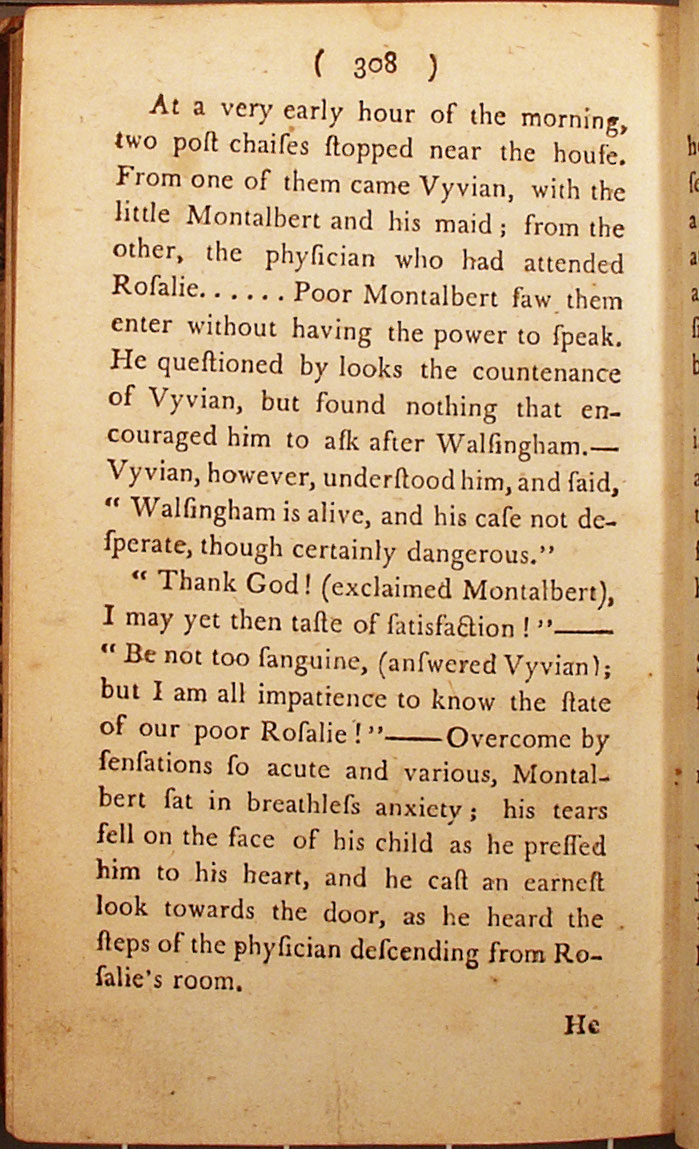 ( 308 )
At a very early hour of the morning,
two poſt chaiſes ſtopped near the houſe.
From one of them came Vyvian, with the
little Montalbert and his maid ; from the
other, the phyſician who had attended
Roſalie. . . . . . Poor Montalbert ſaw them
enter without having the power to ſpeak.
He queſtioned by looks the countenance
of Vyvian, but found nothing that en-
couraged him to aſk after Walſingham.—
Vyvian, however, underſtood him, and ſaid,
“ Walſingham is alive, and his caſe not de-
ſperate, though certainly dangerous.”
“ Thank God ! (exclaimed Montalbert),
I may yet then taſte of ſatisfaction ! ”——
“ Be not too ſanguine, (anſwered Vyvian);
but I am all impatience to know the ſtate
of our poor Roſalie ! ”——Overcome by
ſenſations ſo acute and various, Montal-
bert ſat in breathleſs anxiety ; his tears
fell on the face of his child as he preſſed
him to his heart, and he caſt an earneſt
look towards the door, as he heard the
ſteps of the phyſician deſcending from Ro-
ſalie’s room.
He